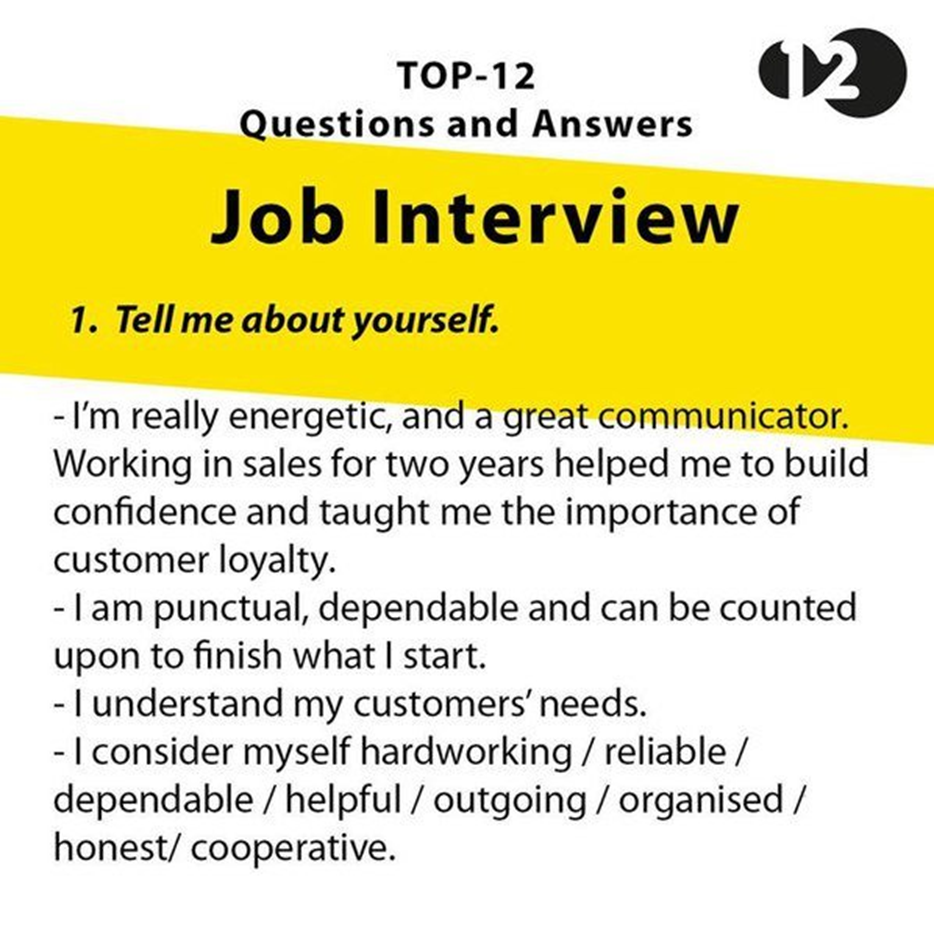 12
TOP-12
Questions and Answers
Job Interview
1. Tell me about yourself.
- I’m really energetic, and a great communicator.
Working in sales for two years helped me to build
confidence and taught me the importance of
customer loyalty.
- I am punctual, dependable and can be counted
upon to finish what I start.
- I understand my customers’ needs.
- I consider myself hardworking / reliable /
dependable / helpful / outgoing / organised /
honest/ cooperative.